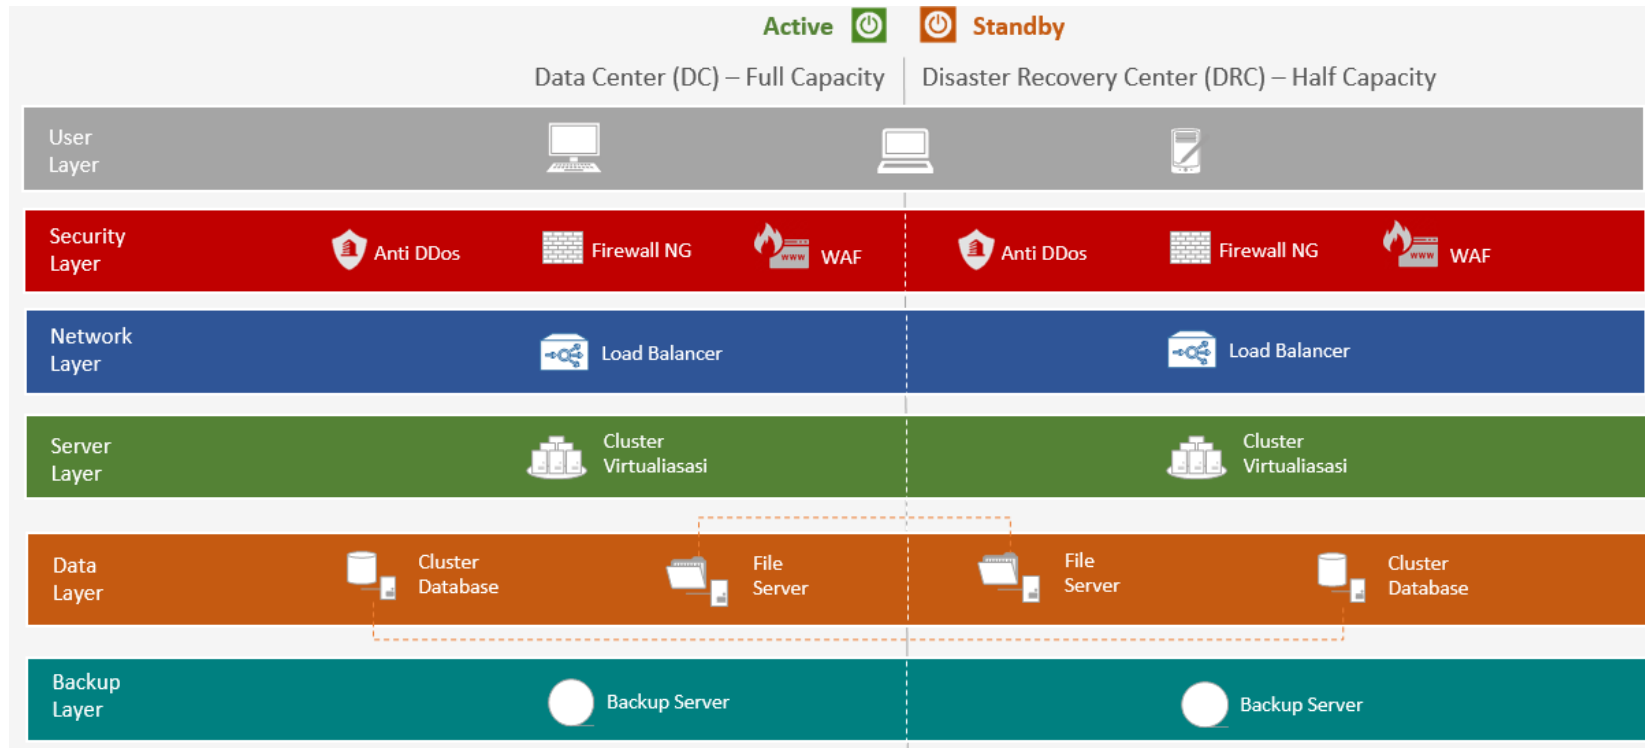 Active
Standby
Data Center (DC) – Full Capacity
Disaster Recovery Center (DRC) – Half Capacity
User
Layer
Security
Layer
Anti DDos
Firewall NG
www
WAF
Anti DDos
Firewall NG
www
WAF
Network
Layer
Load Balancer
Load Balancer
Server
Layer
Cluster
Virtualiasasi
Cluster
Virtualiasasi
Data
Layer
Cluster
Database
File
Server
File
Server
Cluster
Database
Backup
Layer
Backup Server
Backup Server